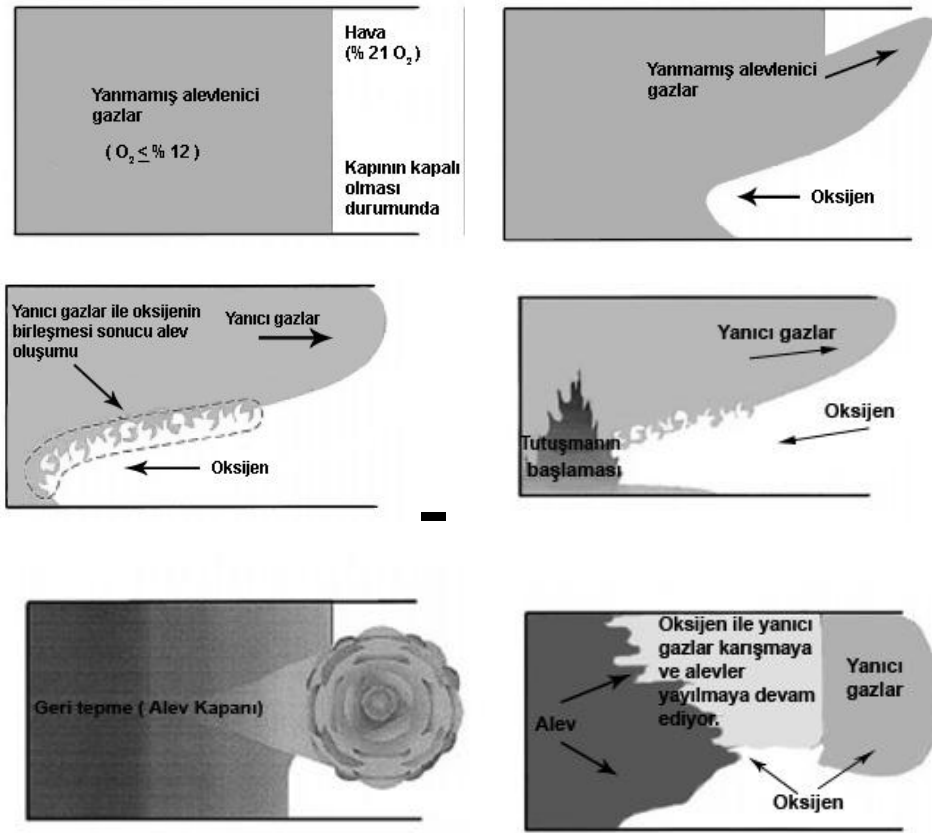 Hava
(% 21 O₂)
Yanmamış alevlenici
gazlar
( O₂ ≤ % 12 )
Kapının kapalı
olması
durumunda
Yanmamış alevlenici
gazlar
Oksijen
Yanıcı gazlar ile oksijenin
birleşmesi sonucu alev
oluşumu
Yanıcı gazlar
Oksijen
Yanıcı gazlar
Oksijen
Tutuşmanın
başlaması
Geri tepme ( Alev Kapanı)
Oksijen ile yanıcı
gazlar karışmaya
ve alevler
yayılmaya devam
ediyor.
Yanıcı
gazlar
Alev
Oksijen